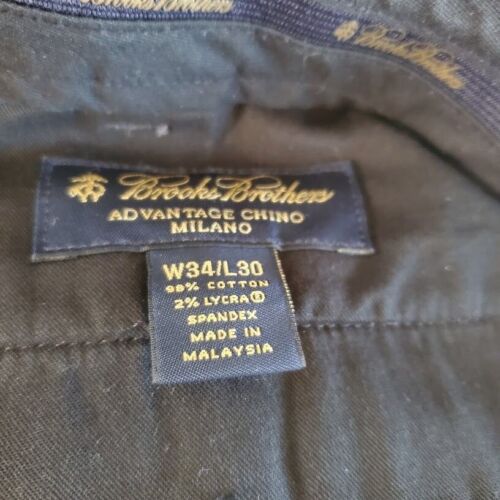 Brooks Brothers
Brooks Brothers
Brooks Brothers
ADVANTAGE CHINO
MILANO
W34/L30
98% COTTON
2% LYCRA®
SPANDEX
MADE IN
MALAYSIA